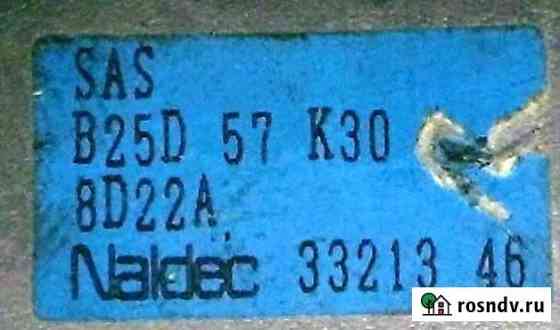 SAS
B25D 57 K30
8D22A
Naldec 33213 46
rosndv.ru